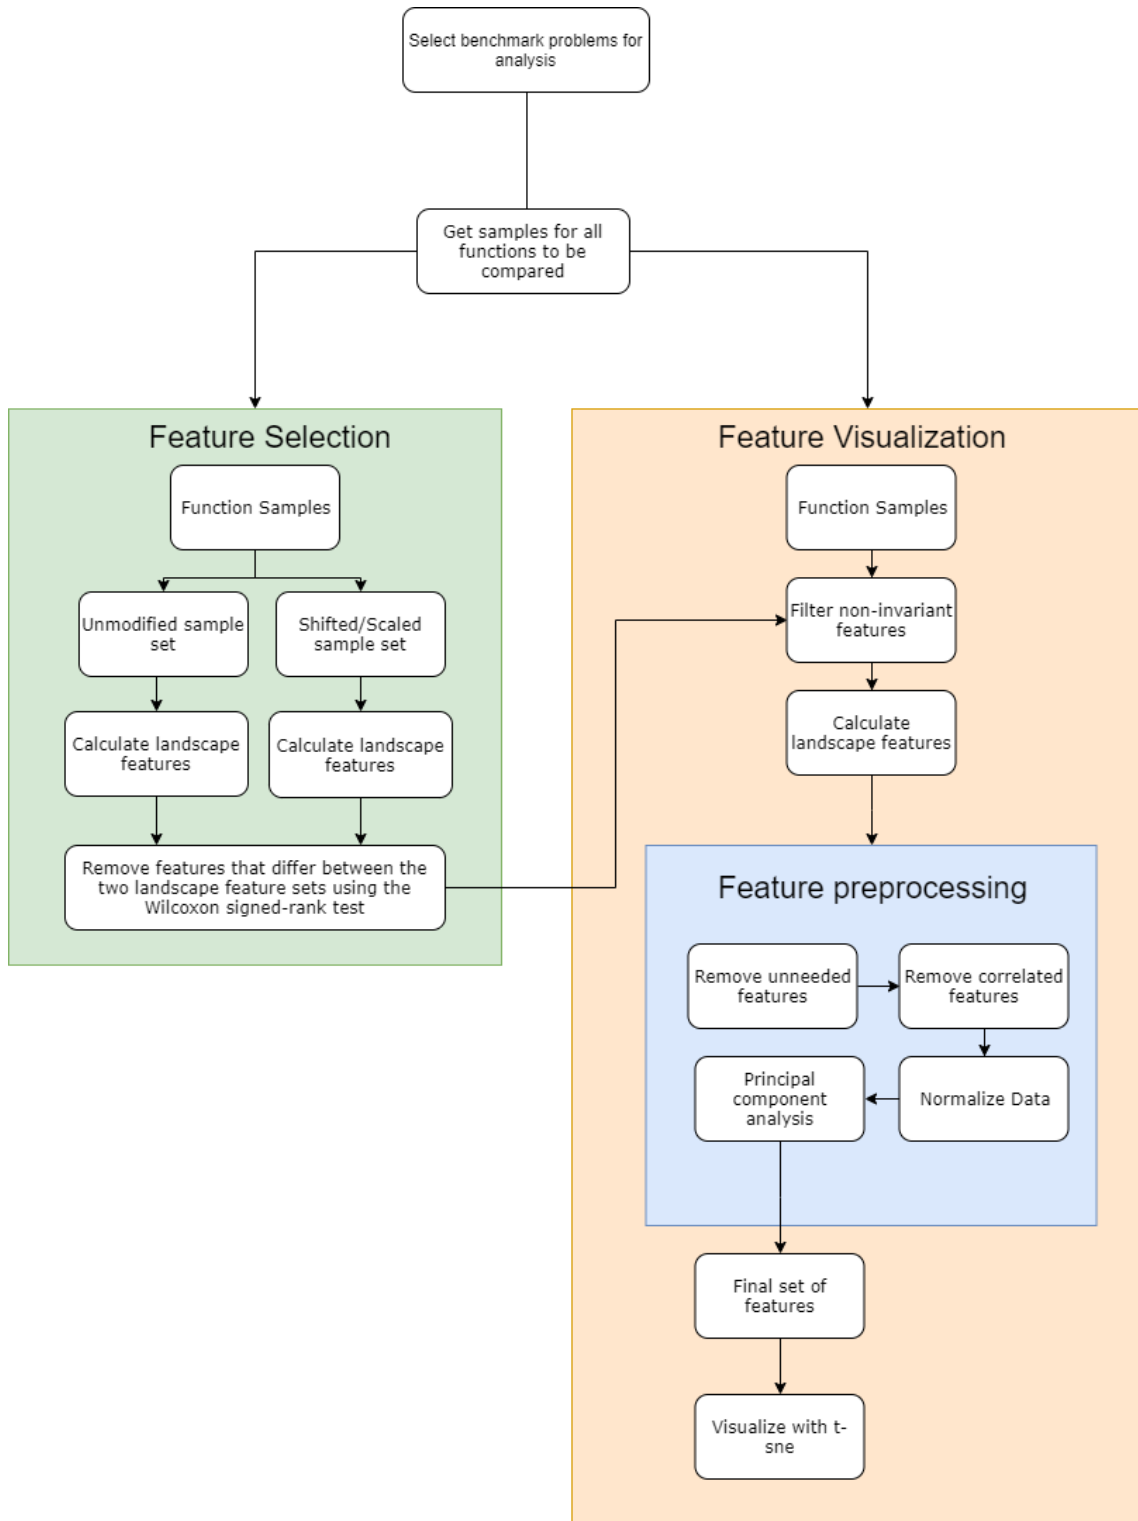 Select benchmark problems for
analysis
Get samples for all
functions to be
compared
Feature Selection
Function Samples
Unmodified sample
set
Shifted/Scaled
sample set
Calculate landscape
features
Calculate landscape
features
Remove features that differ between the
two landscape feature sets using the
Wilcoxon signed-rank test
Feature Visualization
Function Samples
Filter non-invariant
features
Calculate
landscape features
Feature preprocessing
Remove unneeded
features
Remove correlated
features
Normalize Data
Principal
component
analysis
Final set of
features
Visualize with t-
sne